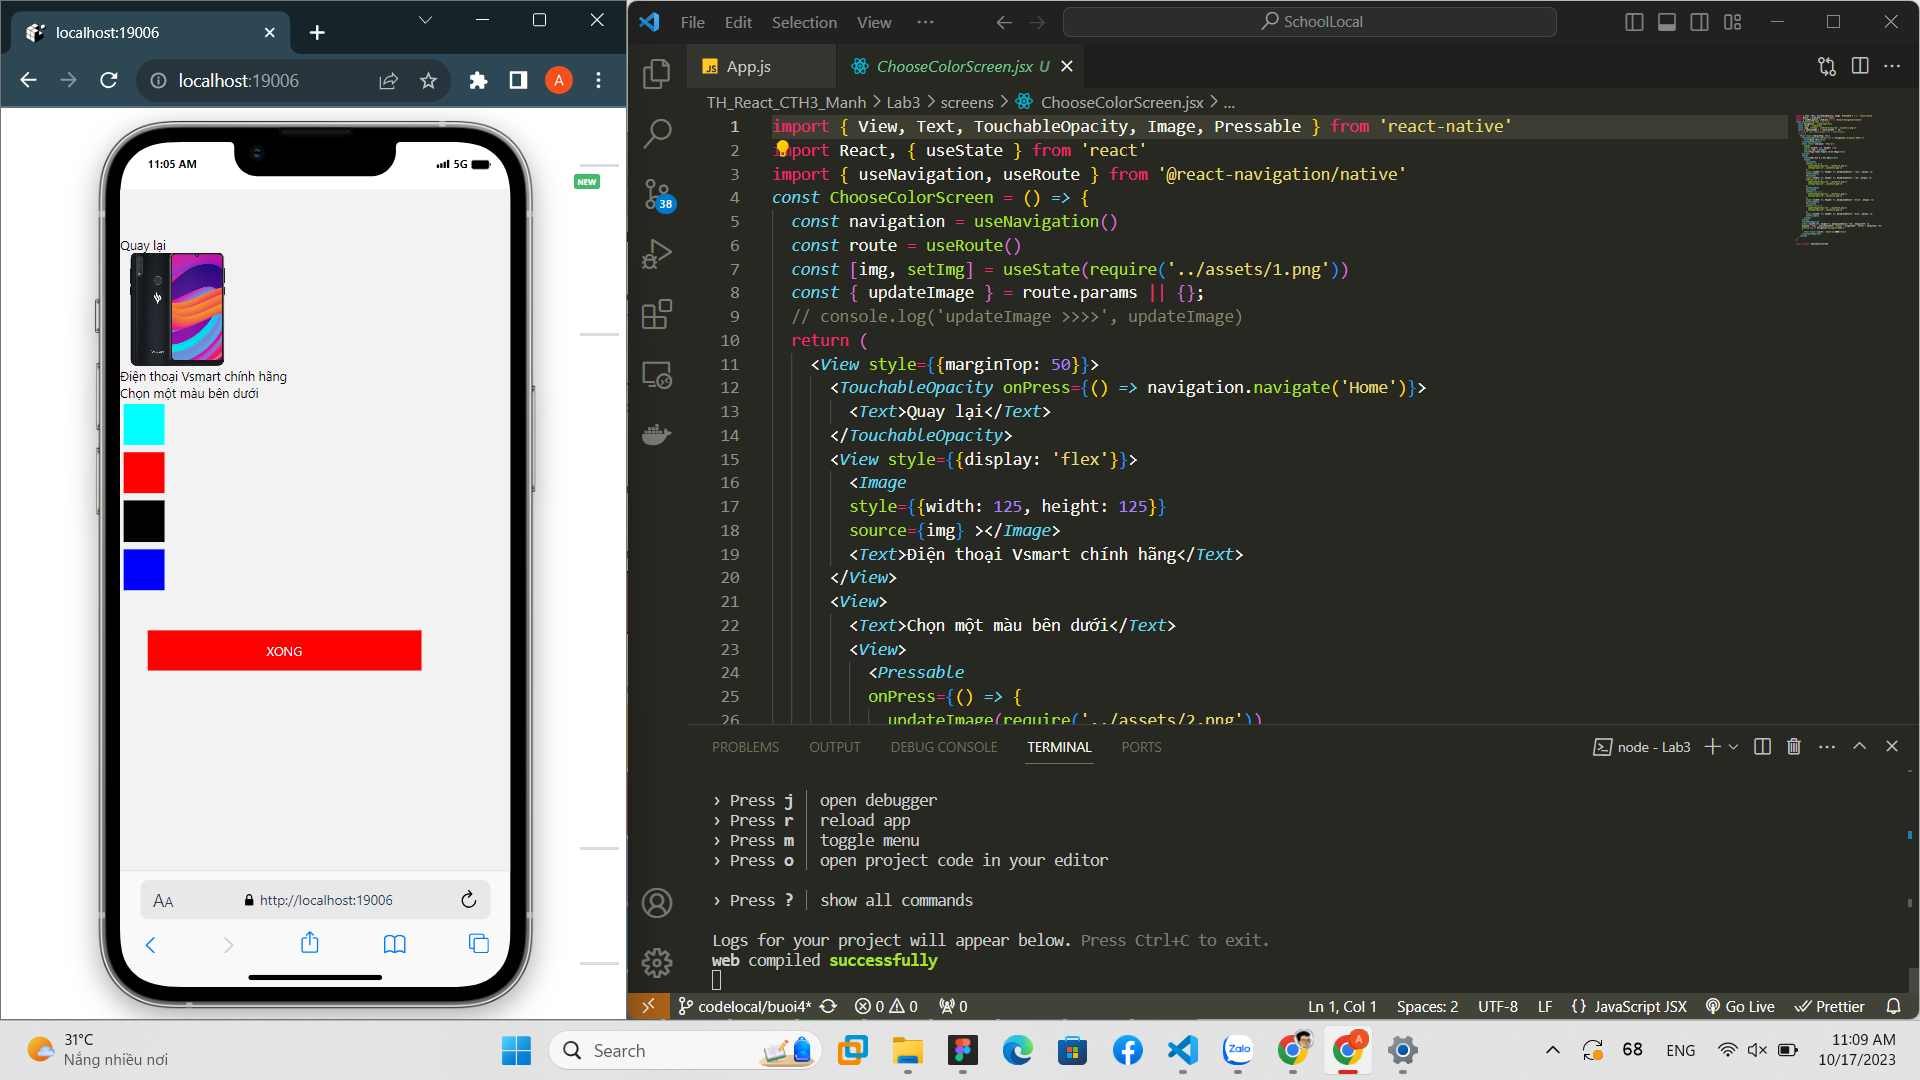 localhost:19006
localhost:19006
A
11:05 AM
5G
NEW
Quay lại
Điện thoại Vsmart chính hãng
Chọn một màu bên dưới
XONG
AA
http://localhost:19006
File Edit Selection View ···
SchoolLocal
JS App.js
ChooseColorScreen.jsx U
TH_React_CTH3_Manh > Lab3 > screens > ChooseColorScreen.jsx > ...
38
1 import { View, Text, TouchableOpacity, Image, Pressable } from 'react-native'
2 import React, { useState } from 'react'
3 import { useNavigation, useRoute } from '@react-navigation/native'
4 const ChooseColorScreen = () => {
5 const navigation = useNavigation()
6 const route = useRoute()
7 const [img, setImg] = useState(require('../assets/1.png'))
8 const { updateImage } = route.params || {};
9 // console.log('updateImage >>>>', updateImage)
10 return (
11 <View style={{marginTop: 50}}>
12 <TouchableOpacity onPress={() => navigation.navigate('Home')}>
13 <Text>Quay lại</Text>
14 </TouchableOpacity>
15 <View style={{display: 'flex'}}>
16 <Image
17 style={{width: 125, height: 125}}
18 source={img} ></Image>
19 <Text>Điện thoại Vsmart chính hãng</Text>
20 </View>
21 <View>
22 <Text>Chọn một màu bên dưới</Text>
23 <View>
24 <Pressable
25 onPress={() => {
26 updateImage(require('../assets/2.png'))
PROBLEMS OUTPUT DEBUG CONSOLE TERMINAL PORTS
node - Lab3
› Press j │ open debugger
› Press r │ reload app
› Press m │ toggle menu
› Press o │ open project code in your editor
› Press ? │ show all commands
Logs for your project will appear below. Press Ctrl+C to exit.
web compiled successfully
codelocal/buoi4* 0 0 0
Ln 1, Col 1 Spaces: 2 UTF-8 LF {} JavaScript JSX Go Live Prettier
31°C
Nắng nhiều nơi
Search
Zalo
A
68
ENG
11:09 AM
10/17/2023